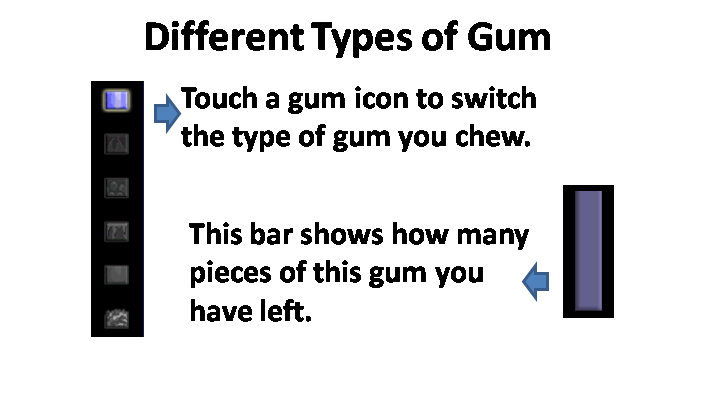 Different Types of Gum
Touch a gum icon to switch
the type of gum you chew.
This bar shows how many
pieces of this gum you
have left.